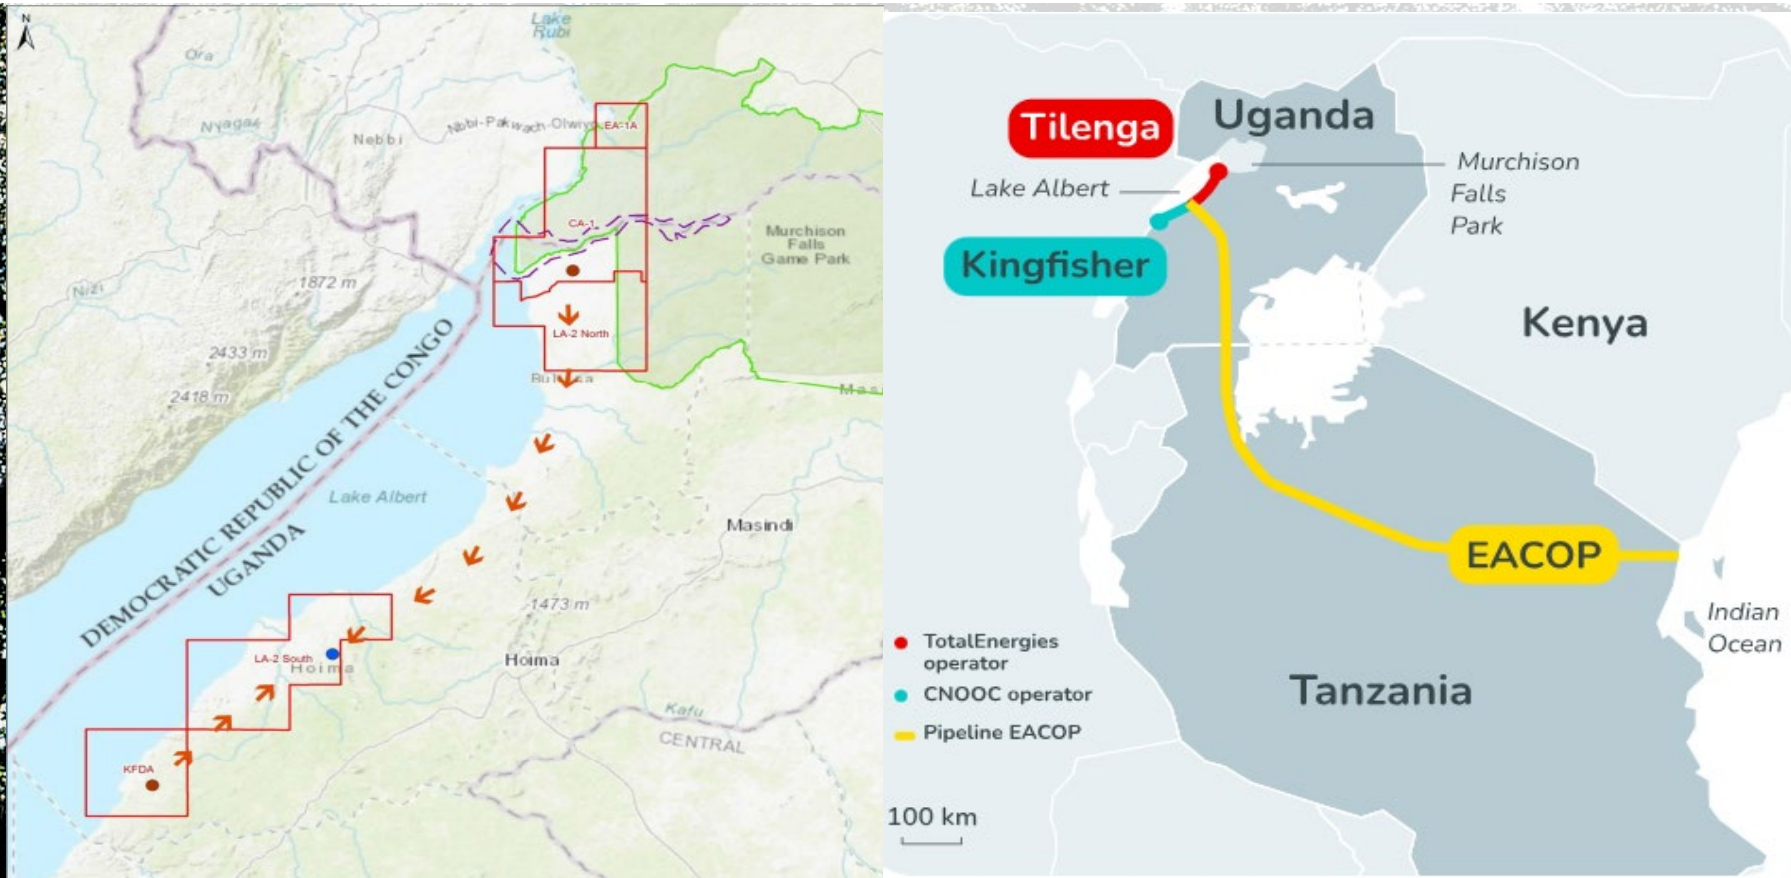 N
Lake
Rubi
Ora
Nyagak
Nebbi
Nbbi-Pakwach-Olwiyo
EA-1A
CA-1
Murchison
Falls
Game Park
1872 m
Nizi
2433 m
2418 m
LA-2 North
DEMOCRATIC REPUBLIC OF THE CONGO
UGANDA
Lake Albert
Masindi
1473 m
LA-2 South
Hoima
Hoima
Kafu
CENTRAL
KFDA
Tilenga
Uganda
Lake Albert
Murchison
Falls
Park
Kingfisher
Kenya
EACOP
Indian
Ocean
TotalEnergies
operator
CNOOC operator
Pipeline EACOP
Tanzania
100 km